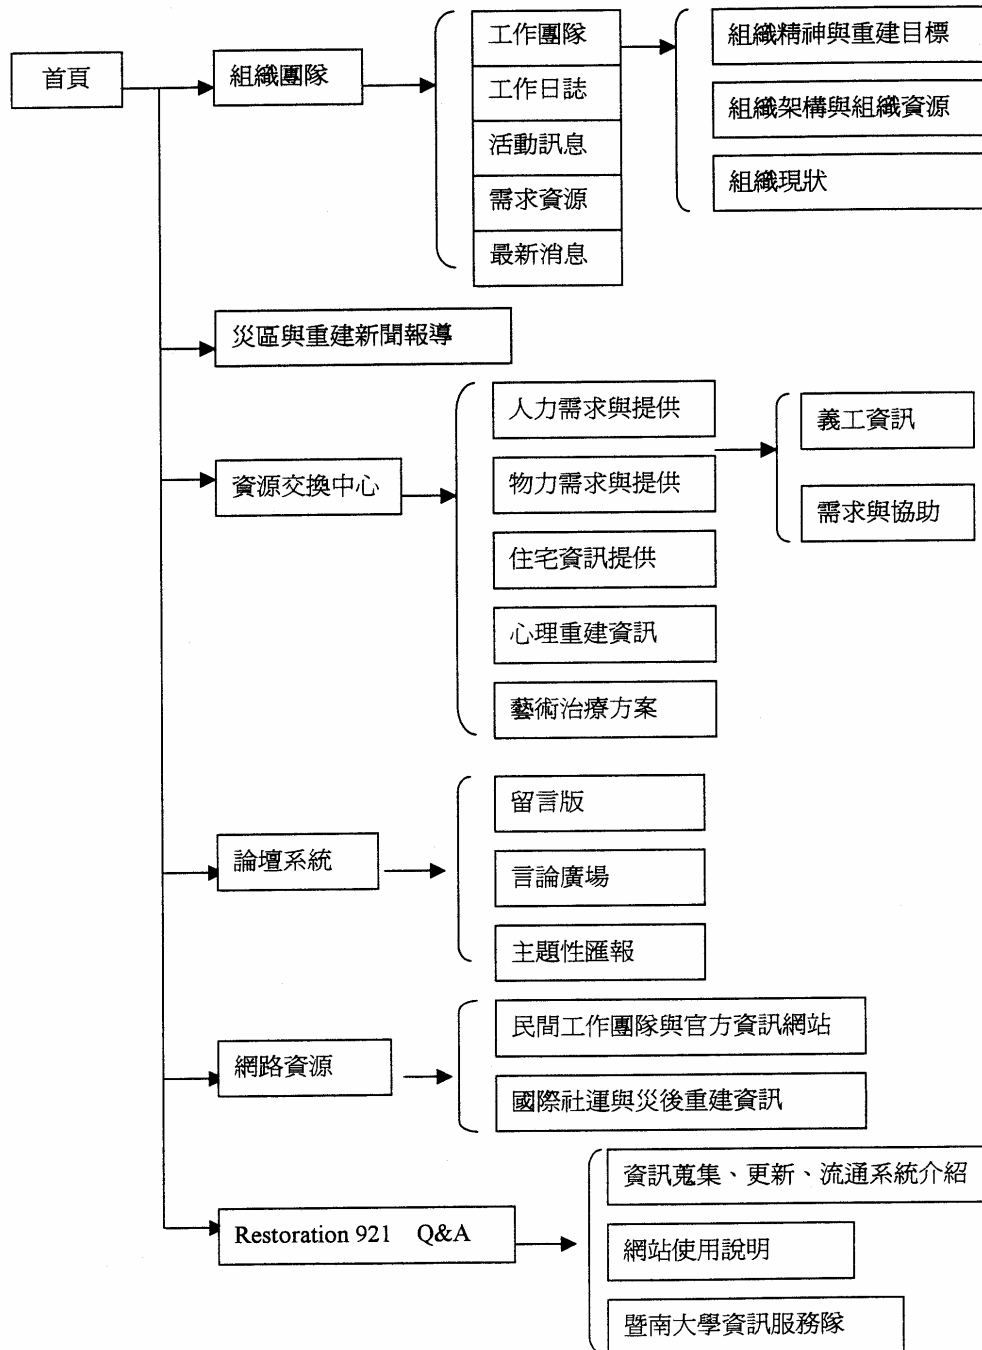 首頁
組織團隊
工作團隊
工作日誌
活動訊息
需求資源
最新消息
組織精神與重建目標
組織架構與組織資源
組織現狀
災區與重建新聞報導
資源交換中心
人力需求與提供
物力需求與提供
住宅資訊提供
心理重建資訊
藝術治療方案
義工資訊
需求與協助
論壇系統
留言版
言論廣場
主題性匯報
網路資源
民間工作團隊與官方資訊網站
國際社運與災後重建資訊
Restoration 921 Q&A
資訊蒐集、更新、流通系統介紹
網站使用說明
暨南大學資訊服務隊